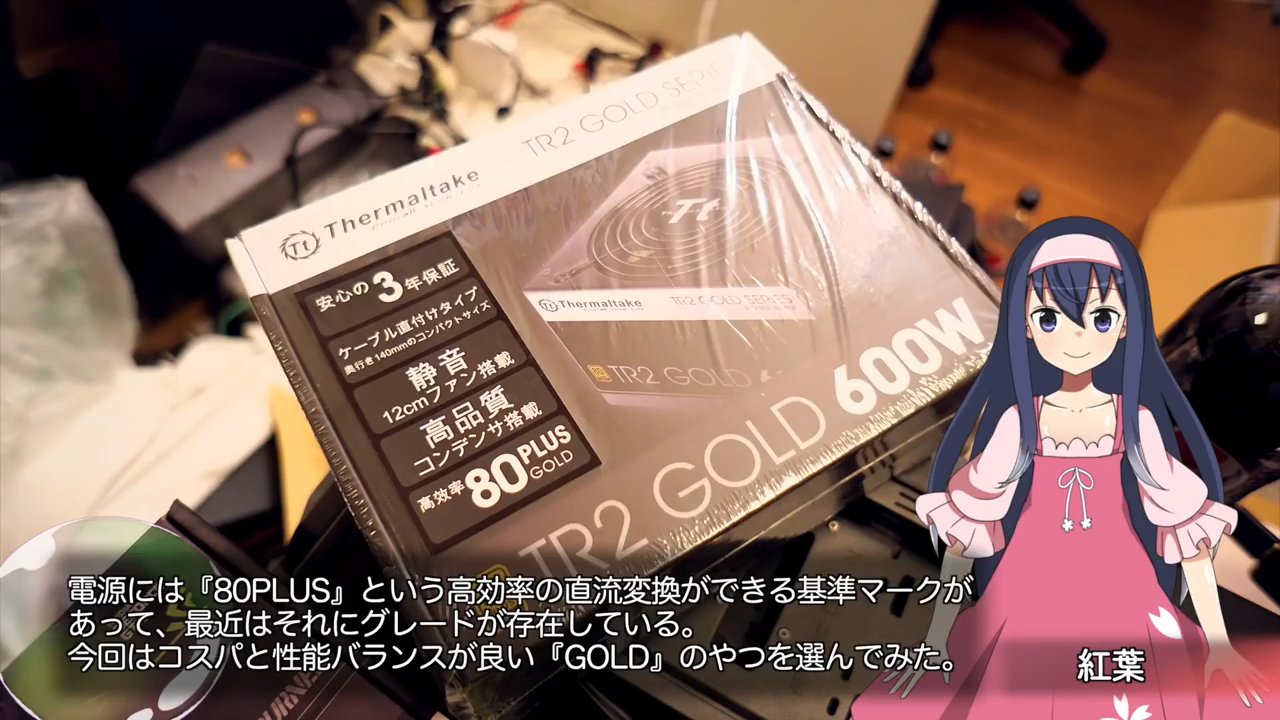 TR2 GOLD SERIE
Thermaltake
安心の3年保証
ケーブル直付けタイプ
奥行き140mmのコンパクトサイズ
静音
12cmファン搭載
高品質
コンデンサ搭載
高効率80PLUS
GOLD
Tt
Thermaltake
TR2 GOLD SERIES
TR2 GOLD
600W
TR2 GOLD
電源には『80PLUS』という高効率の直流変換ができる基準マークが
あって、最近はそれにグレードが存在している。
今回はコスパと性能バランスが良い『GOLD』のやつを選んでみた。
紅葉